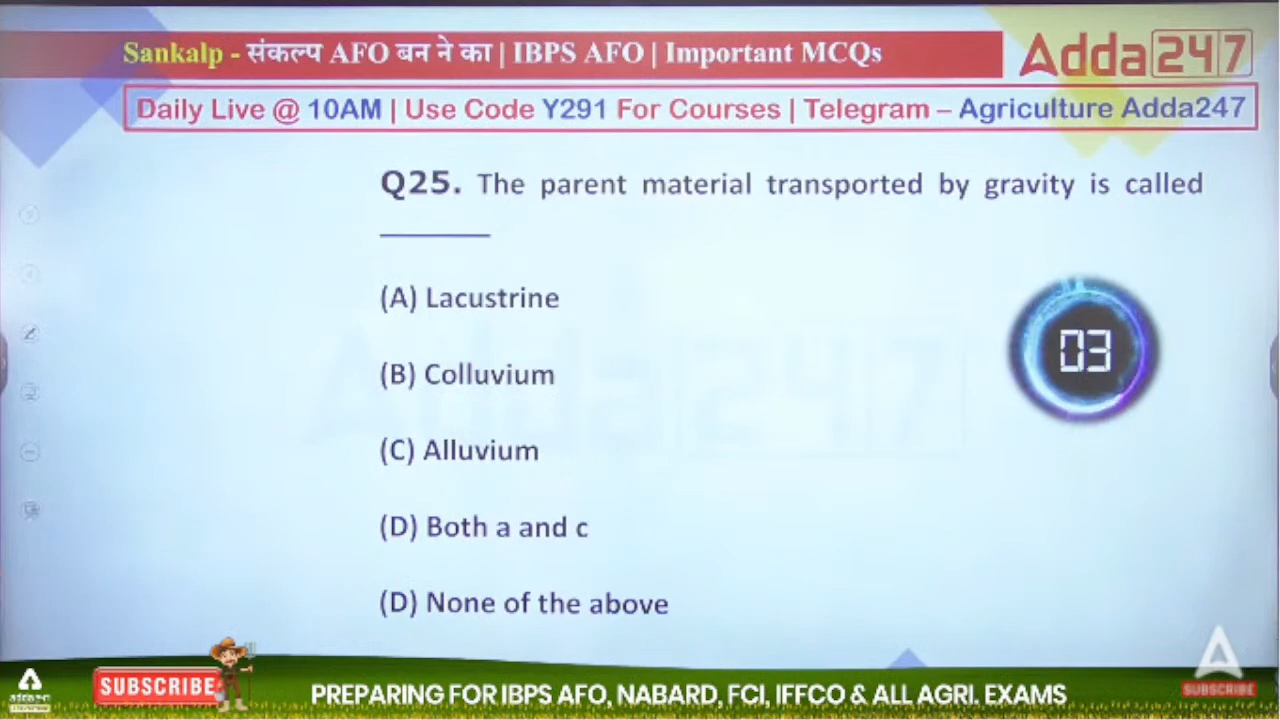 Sankalp - संकल्प AFO बन ने का | IBPS AFO | Important MCQs
Adda247
Daily Live @ 10AM | Use Code Y291 For Courses | Telegram – Agriculture Adda247
Q25. The parent material transported by gravity is called
________
(A) Lacustrine
03
(B) Colluvium
(C) Alluvium
(D) Both a and c
(D) None of the above
SUBSCRIBE
PREPARING FOR IBPS AFO, NABARD, FCI, IFFCO & ALL AGRI. EXAMS
SUBSCRIBE